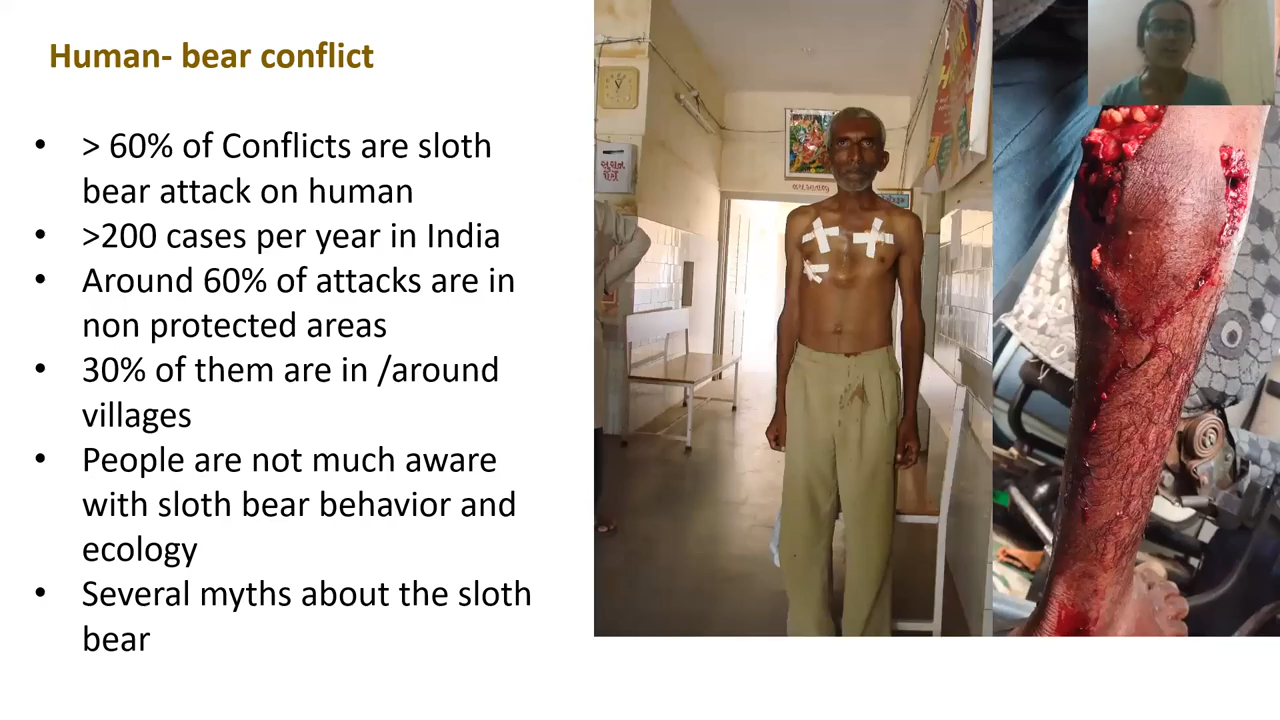 Human- bear conflict
• > 60% of Conflicts are sloth
bear attack on human
• >200 cases per year in India
• Around 60% of attacks are in
non protected areas
• 30% of them are in /around
villages
• People are not much aware
with sloth bear behavior and
ecology
• Several myths about the sloth
bear